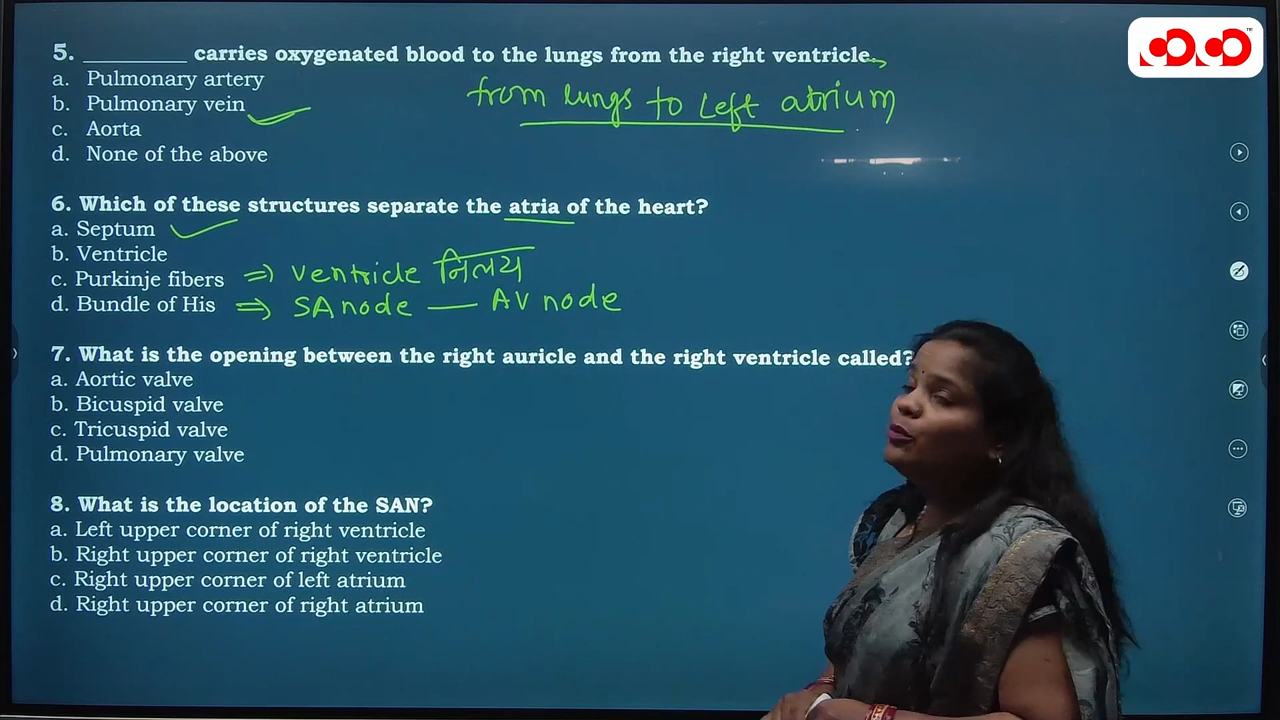 5. _________ carries oxygenated blood to the lungs from the right ventricle.
a. Pulmonary artery
from lungs to left atrium
b. Pulmonary vein
c. Aorta
d. None of the above
6. Which of these structures separate the atria of the heart?
a. Septum
b. Ventricle
c. Purkinje fibers ⇒ ventricle निलय
d. Bundle of His ⇒ SA node — AV node
7. What is the opening between the right auricle and the right ventricle called?
a. Aortic valve
b. Bicuspid valve
c. Tricuspid valve
d. Pulmonary valve
8. What is the location of the SAN?
a. Left upper corner of right ventricle
b. Right upper corner of right ventricle
c. Right upper corner of left atrium
d. Right upper corner of right atrium